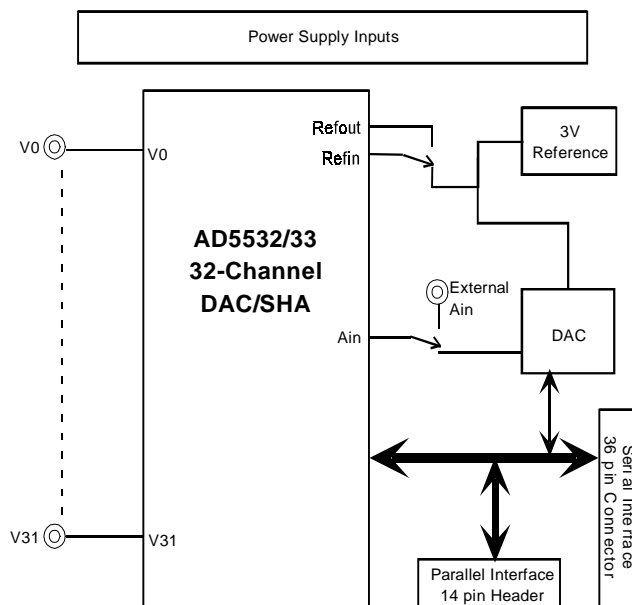 Power Supply Inputs
Refout
Refin
3V
Reference
V0
V0
AD5532/33
32-Channel
DAC/SHA
External
Ain
Ain
DAC
Serial Interface
36 pin Connector
V31
V31
Parallel Interface
14 pin Header